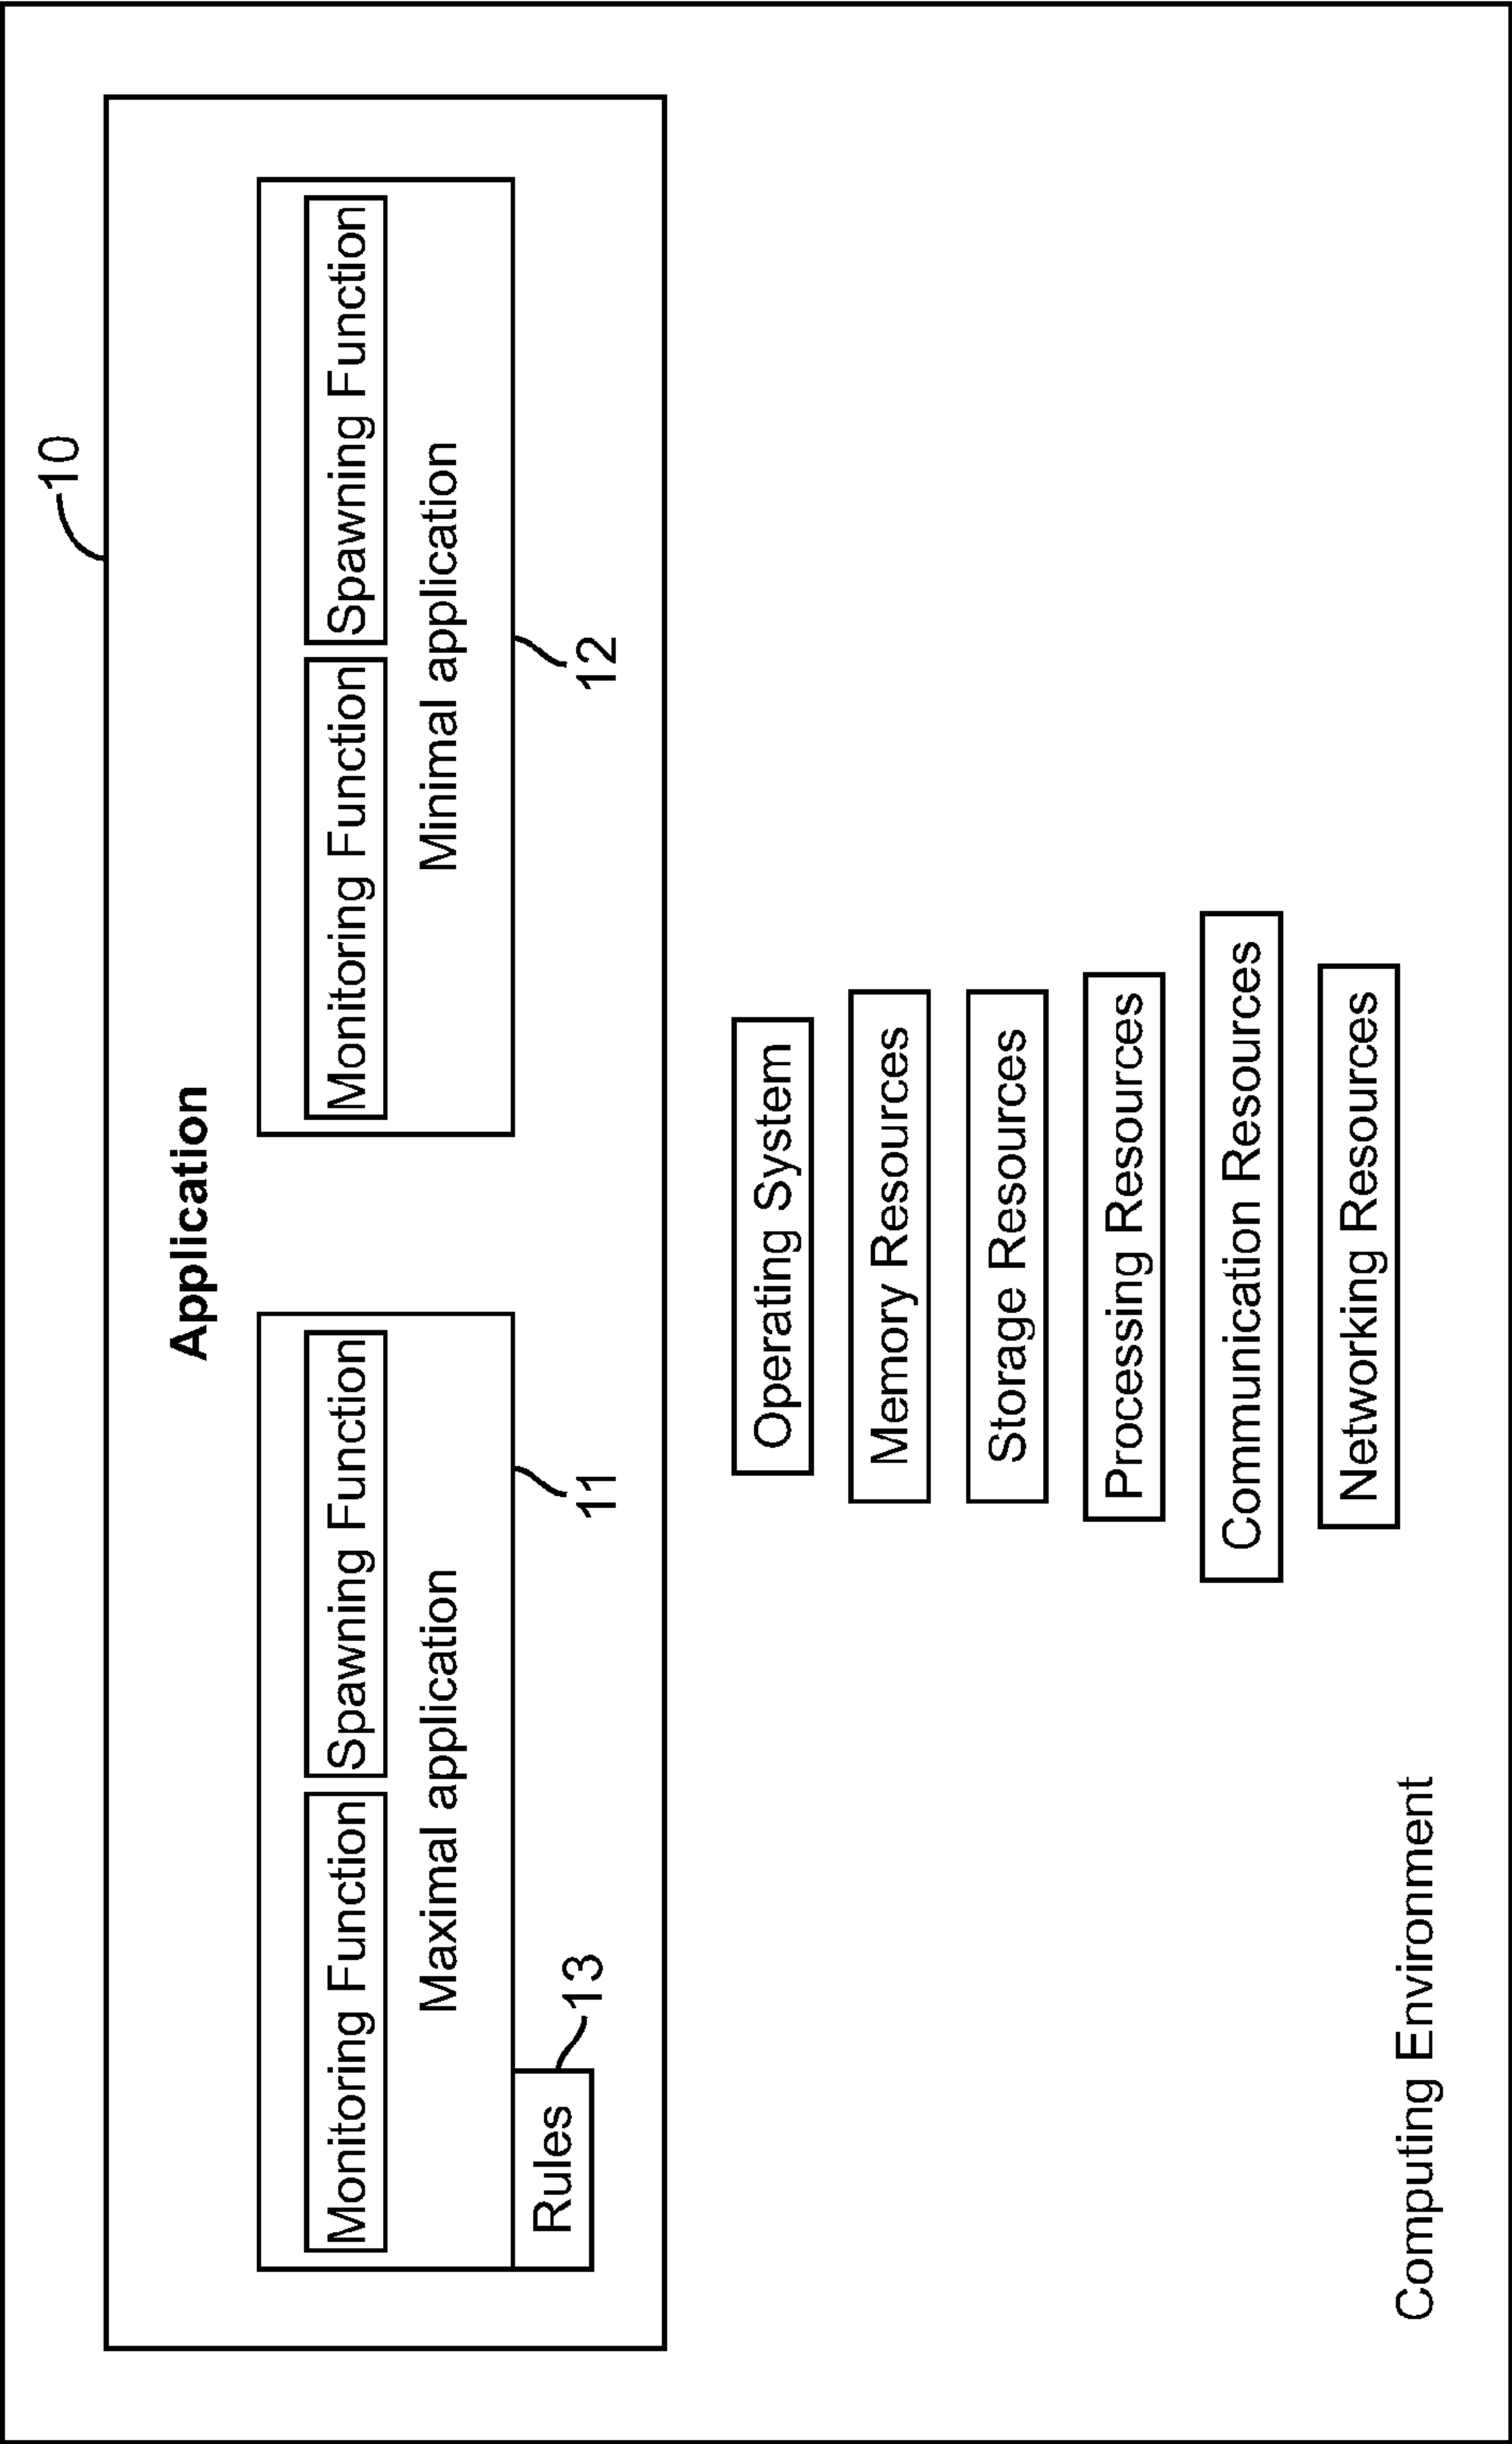 10
Application
Monitoring Function
Spawning Function
Maximal application
Rules
13
11
Monitoring Function
Spawning Function
Minimal application
12
Operating System
Memory Resources
Storage Resources
Processing Resources
Communication Resources
Networking Resources
Computing Environment